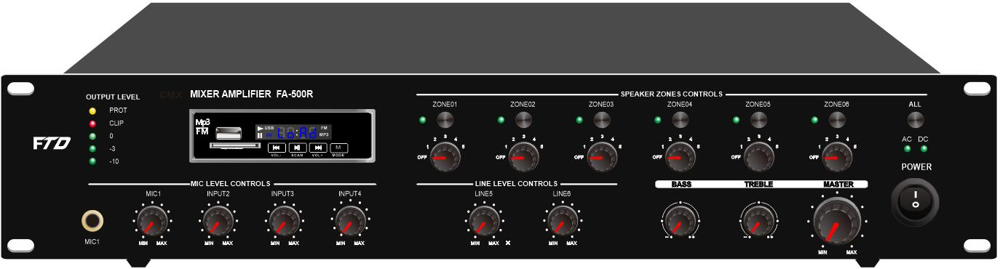 OUTPUT LEVEL
CMX MIXER AMPLIFIER FA-500R
PROT
CLIP
0
-3
-10
FTD
Mp3
FM
USB
SD
Lo:Ad
FM
MP3
M
VOL-
SCAN
VOL+
MODE
SPEAKER ZONES CONTROLS
ZONE01 ZONE02 ZONE03 ZONE04 ZONE05 ZONE06 ALL
OFF 1 2 3 4 5
OFF 1 2 3 4 5
OFF 1 2 3 4 5
OFF 1 2 3 4 5
OFF 1 2 3 4 5
OFF 1 2 3 4 5
AC DC
POWER
I
O
MIC LEVEL CONTROLS
MIC1 INPUT2 INPUT3 INPUT4
MIC1
MIN MAX MIN MAX MIN MAX MIN MAX
LINE LEVEL CONTROLS
LINE5 LINE6
MIN MAX x MIN MAX
BASS TREBLE MASTER
- + - +
MIN MAX